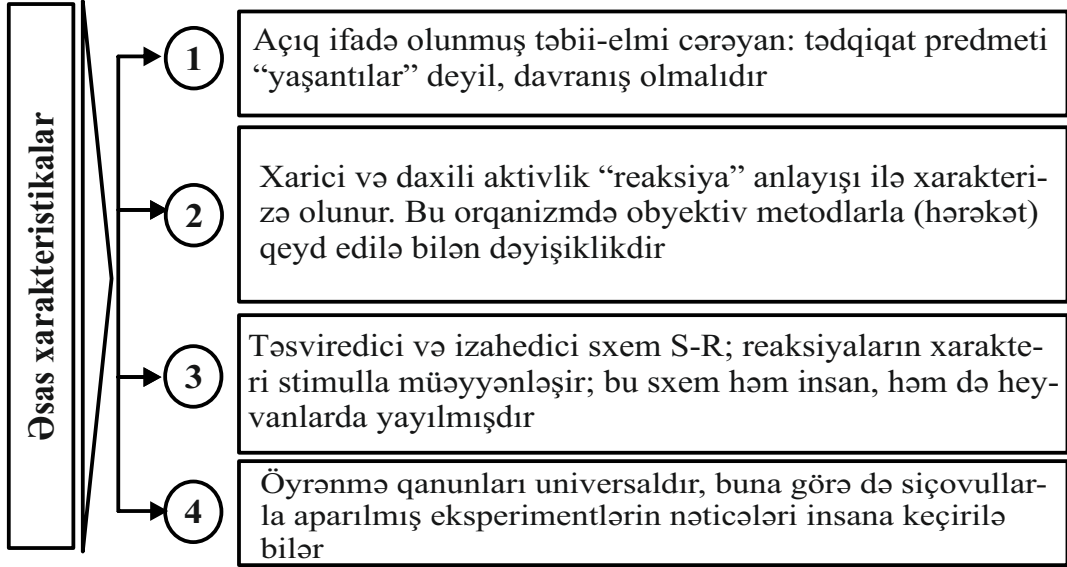 Əsas xarakteristikalar
1
Açıq ifadə olunmuş təbii-elmi cərəyan: tədqiqat predmeti
“yaşantılar” deyil, davranış olmalıdır
2
Xarici və daxili aktivlik “reaksiya” anlayışı ilə xarakteri-
zə olunur. Bu orqanizmdə obyektiv metodlarla (hərəkət)
qeyd edilə bilən dəyişiklikdir
3
Təsviredici və izahedici sxem S-R; reaksiyaların xarakte-
ri stimulla müəyyənləşir; bu sxem həm insan, həm də hey-
vanlarda yayılmışdır
4
Öyrənmə qanunları universaldır, buna görə də siçovullar-
la aparılmış eksperimentlərin nəticələri insana keçirilə
bilər